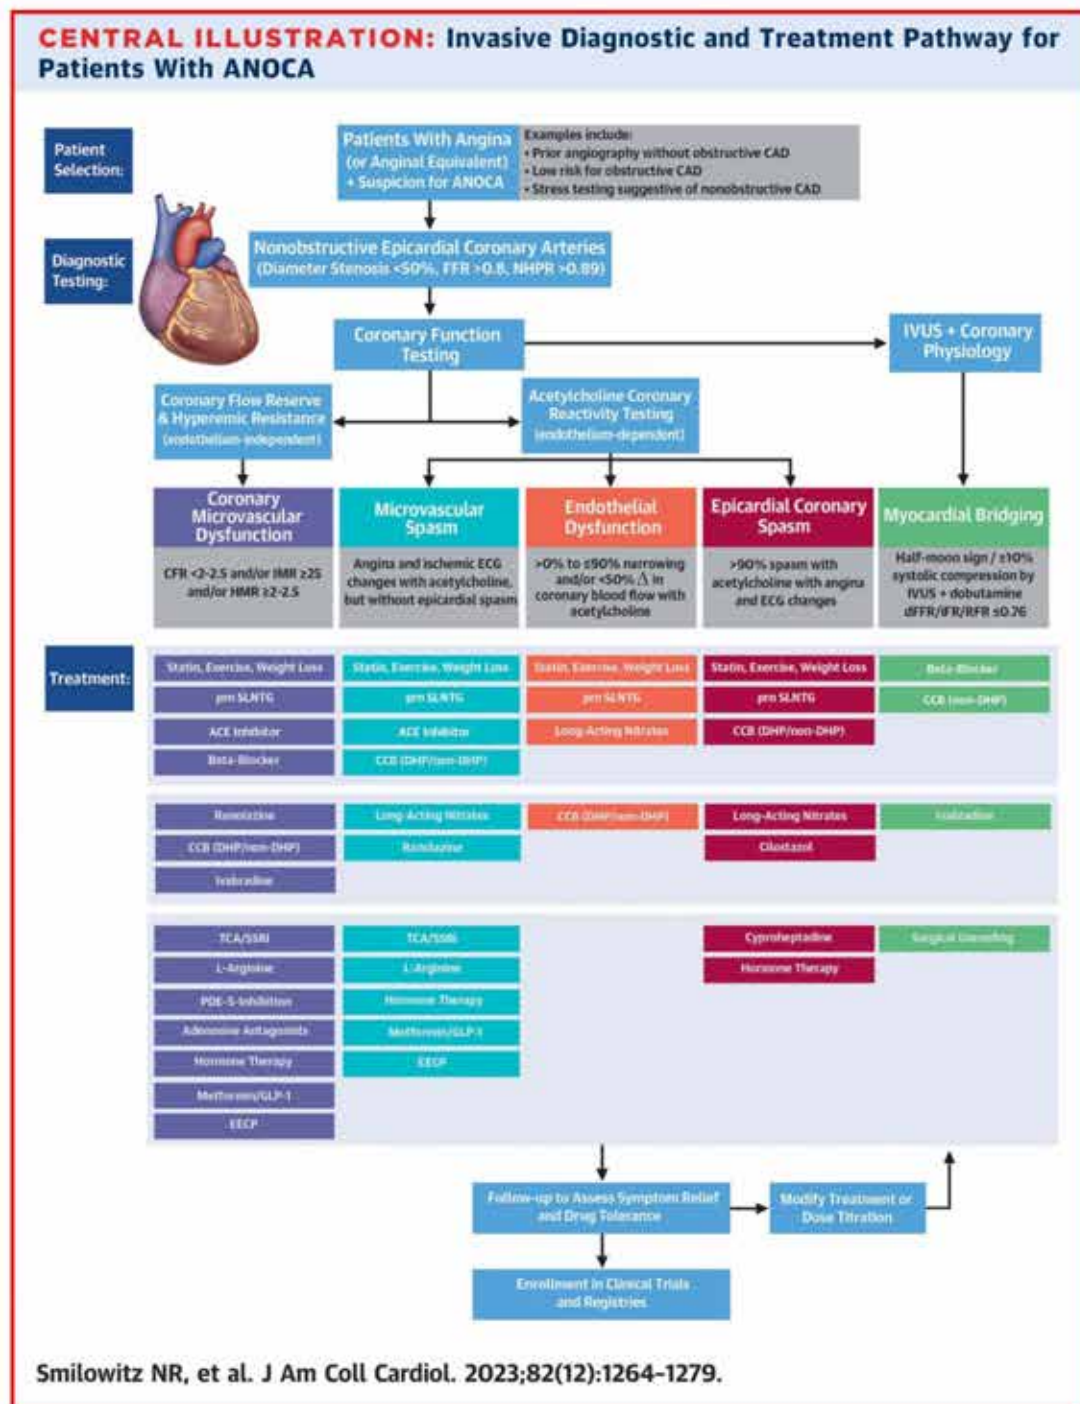 CENTRAL ILLUSTRATION: Invasive Diagnostic and Treatment Pathway for
Patients With ANOCA
Patient
Selection:
Patients With Angina
(or Anginal Equivalent)
+ Suspicion for ANOCA
Examples include:
• Prior angiography without obstructive CAD
• Low risk for obstructive CAD
• Stress testing suggestive of nonobstructive CAD
Diagnostic
Testing:
Nonobstructive Epicardial Coronary Arteries
(Diameter Stenosis <50%, FFR >0.8, NHPR >0.89)
Coronary Function
Testing
IVUS + Coronary
Physiology
Coronary Flow Reserve
& Hyperemic Resistance
(endothelium-independent)
Acetylcholine Coronary
Reactivity Testing
(endothelium-dependent)
Coronary
Microvascular
Dysfunction
CFR <2-2.5 and/or IMR ≥25
and/or HMR ≥2-2.5
Microvascular
Spasm
Angina and ischemic ECG
changes with acetylcholine,
but without epicardial spasm
Endothelial
Dysfunction
>0% to ≤90% narrowing
and/or <50% Δ in
coronary blood flow with
acetylcholine
Epicardial Coronary
Spasm
>90% spasm with
acetylcholine with angina
and ECG changes
Myocardial Bridging
Half-moon sign / ≥10%
systolic compression by
IVUS + dobutamine
dFFR/iFR/RFR ≤0.76
Treatment:
Statin, Exercise, Weight Loss
prn SLNTG
ACE Inhibitor
Beta-Blocker
Statin, Exercise, Weight Loss
prn SLNTG
ACE Inhibitor
CCB (DHP/non-DHP)
Statin, Exercise, Weight Loss
prn SLNTG
Long-Acting Nitrates
Statin, Exercise, Weight Loss
prn SLNTG
CCB (DHP/non-DHP)
Beta-Blocker
CCB (non-DHP)
Ranolazine
CCB (DHP/non-DHP)
Ivabradine
Long-Acting Nitrates
Ranolazine
CCB (DHP/non-DHP)
Long-Acting Nitrates
Cilostazol
Ivabradine
TCA/SSRI
L-Arginine
PDE-5-Inhibition
Adenosine Antagonists
Hormone Therapy
Metformin/GLP-1
EECP
TCA/SSRI
L-Arginine
Hormone Therapy
Metformin/GLP-1
EECP
Cyproheptadine
Hormone Therapy
Surgical Unroofing
Follow-up to Assess Symptom Relief
and Drug Tolerance
Modify Treatment or
Dose Titration
Enrollment in Clinical Trials
and Registries
Smilowitz NR, et al. J Am Coll Cardiol. 2023;82(12):1264-1279.